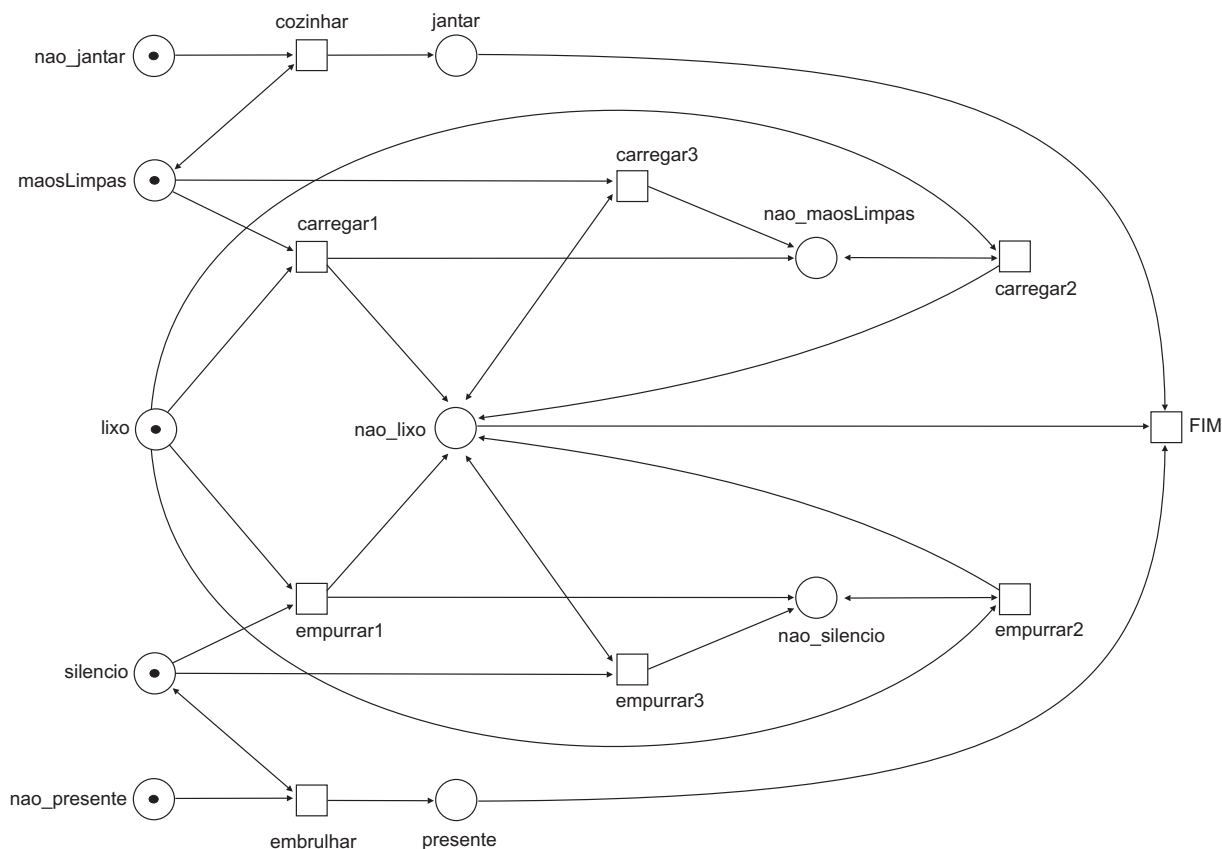 cozinhar
jantar
nao_jantar
maosLimpas
carregar3
carregar1
nao_maosLimpas
carregar2
lixo
nao_lixo
FIM
empurrar1
nao_silencio
empurrar2
silencio
empurrar3
nao_presente
embrulhar
presente